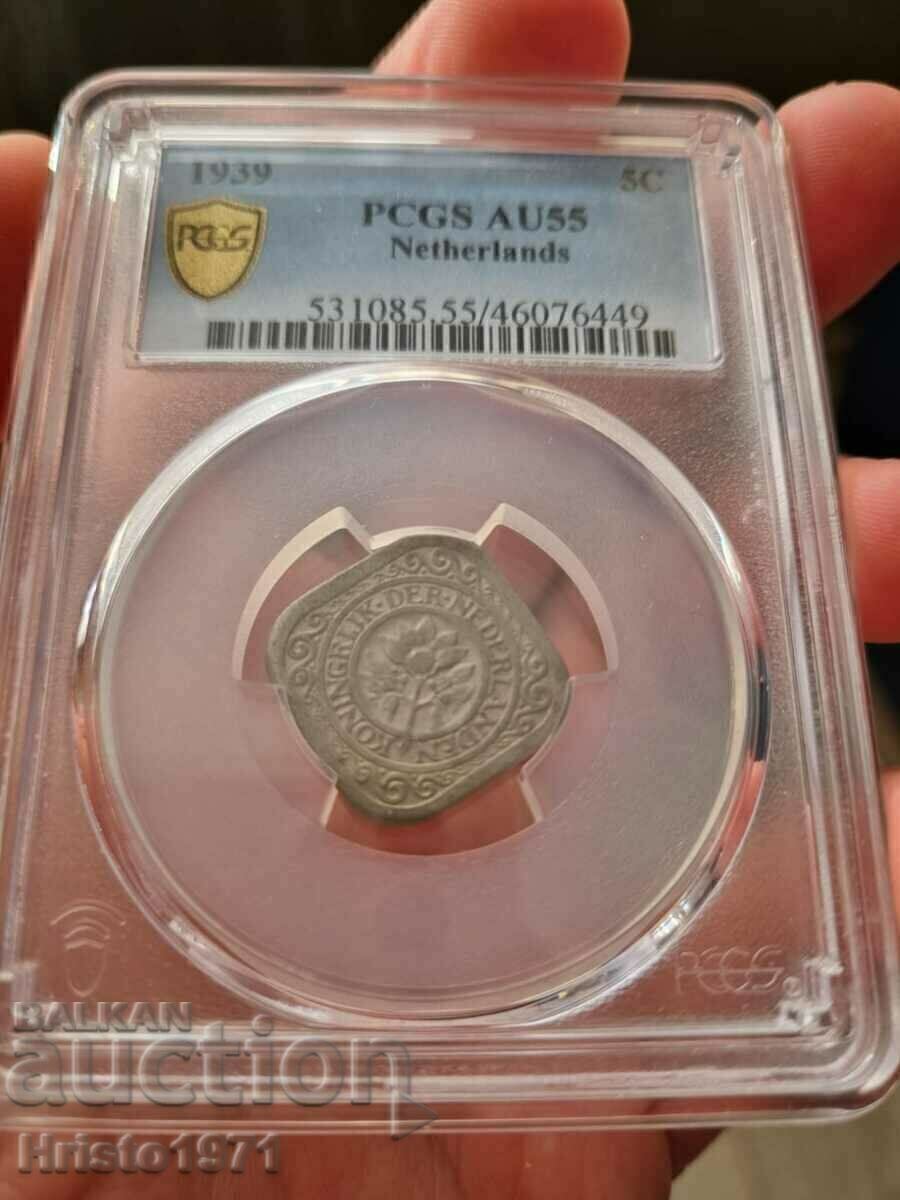 1939 5C
PCGS AU55
PCGS
Netherlands
531085.55/46076449
KONINGRIJK·DER·NEDERLANDEN
PCGS
BALKAN
auction
Hristo1971